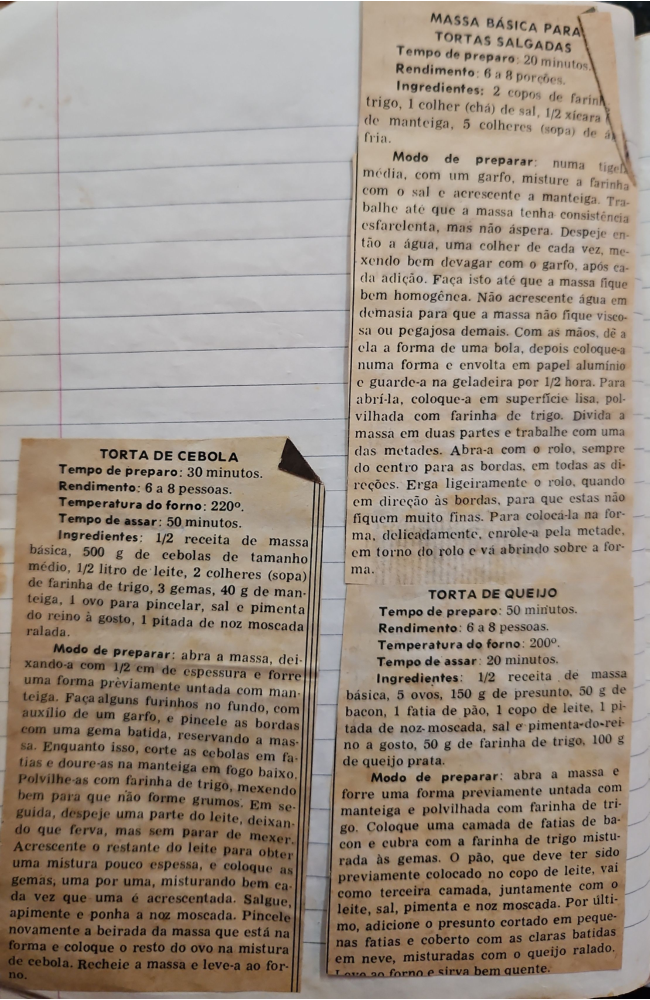 MASSA BÁSICA PARA
TORTAS SALGADAS
Tempo de preparo: 20 minutos.
Rendimento: 6 a 8 porções.
Ingredientes: 2 copos de
trigo, 1 colher (chá) de sal, 1/2 xícara
de manteiga, 5 colheres (sopa) de
fria.
Modo de preparar: numa
média, com um garfo, misture a farinha
com o sal e acrescente a manteiga. Tra-
balhe até que a massa tenha consistência
esfarelenta, mas não áspera. Despeje en-
tão a água, uma colher de cada vez, me-
xendo bem devagar com o garfo, após ca-
da adição. Faça isto até que a massa fique
bem homogênea. Não acrescente água em
demasia para que a massa não fique visco-
sa ou pegajosa demais. Com as mãos, dê a
ela a forma de uma bola, depois coloque-a
numa forma e envolta em papel alumínio
e guarde-a na geladeira por 1/2 hora. Para
abrí-la, coloque-a em superfície lisa, pol-
vilhada com farinha de trigo. Divida a
massa em duas partes e trabalhe com uma
das metades. Abra-a com o rolo, sempre
do centro para as bordas, em todas as di-
reções. Erga ligeiramente o rolo, quando
em direção às bordas, para que estas não
fiquem muito finas. Para colocá-la na for-
ma, delicadamente, enrole-a pela metade,
em torno do rolo e vá abrindo sobre a for-
ma.
TORTA DE CEBOLA
Tempo de preparo: 30 minutos.
Rendimento: 6 a 8 pessoas.
Temperatura do forno: 220º.
Tempo de assar: 50 minutos.
Ingredientes: 1/2 receita de massa
básica, 500 g de cebolas de tamanho
médio, 1/2 litro de leite, 2 colheres (sopa)
de farinha de trigo, 3 gemas, 40 g de man-
teiga, 1 ovo para pincelar, sal e pimenta
do reino à gosto, 1 pitada de noz moscada
ralada.
Modo de preparar: abra a massa, dei-
xando-a com 1/2 cm de espessura e forre
uma forma prèviamente untada com man-
teiga. Faça alguns furinhos no fundo, com
auxílio de um garfo, e pincele as bordas
com uma gema batida, reservando a mas-
sa. Enquanto isso, corte as cebolas em fa-
tias e doure-as na manteiga em fogo baixo.
Polvilhe-as com farinha de trigo, mexendo
bem para que não forme grumos. Em se-
guida, despeje uma parte do leite, deixan-
do que ferva, mas sem parar de mexer.
Acrescente o restante do leite para obter
uma mistura pouco espessa, e coloque as
gemas, uma por uma, misturando bem ca-
da vez que uma é acrescentada. Salgue,
apimente e ponha a noz moscada. Pincele
novamente a beirada da massa que está na
forma e coloque o resto do ovo na mistura
de cebola. Recheie a massa e leve-a ao for-
no.
TORTA DE QUEIJO
Tempo de preparo: 50 minutos.
Rendimento: 6 a 8 pessoas.
Temperatura do forno: 200º.
Tempo de assar: 20 minutos.
Ingredientes: 1/2 receita de massa
básica, 5 ovos, 150 g de presunto, 50 g de
bacon, 1 fatia de pão, 1 copo de leite, 1 pi-
tada de noz-moscada, sal e pimenta-do-rei-
no a gosto, 50 g de farinha de trigo, 100 g
de queijo prata.
Modo de preparar: abra a massa e
forre uma forma previamente untada com
manteiga e polvilhada com farinha de tri-
go. Coloque uma camada de fatias de ba-
con e cubra com a farinha de trigo mistu-
rada às gemas. O pão, que deve ter sido
previamente colocado no copo de leite, vai
como terceira camada, juntamente com o
leite, sal, pimenta e noz moscada. Por últi-
mo, adicione o presunto cortado em peque-
nas fatias e coberto com as claras batidas
em neve, misturadas com o queijo ralado.
Leve ao forno e sirva bem quente.